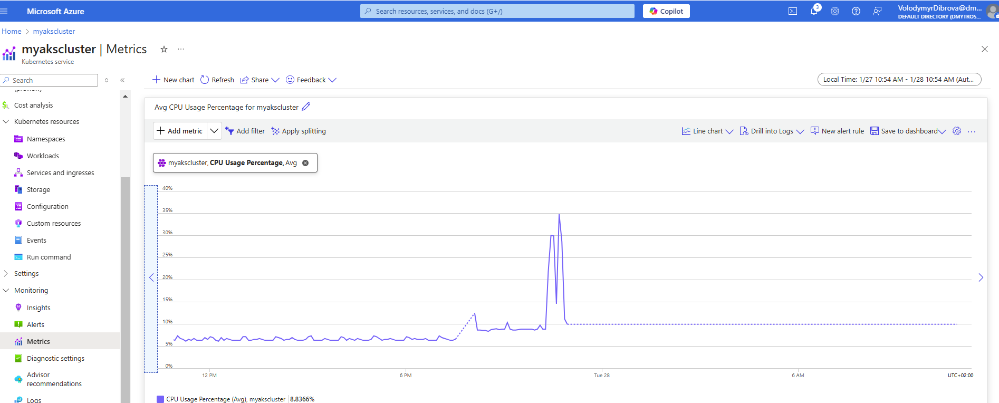 Microsoft Azure
Search resources, services, and docs (G+/)
Copilot
3
VolodymyrDibrova@dm...
DEFAULT DIRECTORY (DMYTROS...
Home > myakscluster
myakscluster | Metrics
Kubernetes service
Search
New chart Refresh Share Feedback
Local Time: 1/27 10:54 AM - 1/28 10:54 AM (Aut...
(preview)
Cost analysis
Kubernetes resources
Namespaces
Workloads
Services and ingresses
Storage
Configuration
Custom resources
Events
Run command
Settings
Monitoring
Insights
Alerts
Metrics
Diagnostic settings
Advisor
recommendations
Logs
Avg CPU Usage Percentage for myakscluster
Add metric Add filter Apply splitting
Line chart Drill into Logs New alert rule Save to dashboard
myakscluster, CPU Usage Percentage, Avg
40%
35%
30%
25%
20%
15%
10%
5%
0%
12 PM 6 PM Tue 28 6 AM UTC+02:00
CPU Usage Percentage (Avg), myakscluster 8.8366%